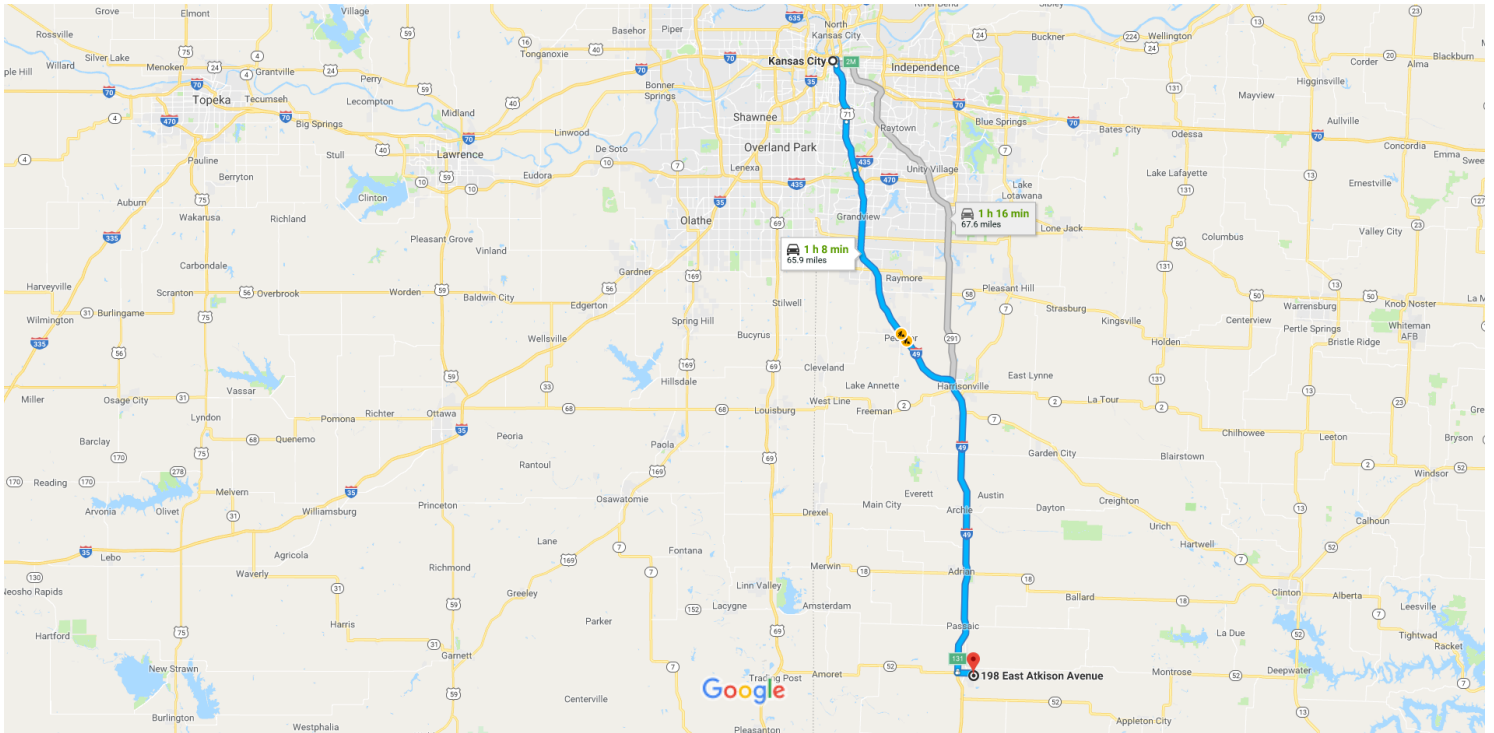 Grove
Elmont
Village
River Bend
Sibley
Rossville
Silver Lake
Willard
Menoken
Grantville
Perry
Topeka
Tecumseh
Lecompton
Big Springs
Midland
Lawrence
Stull
Clinton
Eudora
Linwood
De Soto
Tonganoxie
Basehor
Piper
Bonner
Springs
Shawnee
Overland Park
Lenexa
Olathe
North
Kansas City
Kansas City
2M
Independence
Raytown
Unity Village
Grandview
Blue Springs
Buckner
Wellington
Bates City
Odessa
Mayview
Higginsville
Corder
Alma
Blackburn
Aullville
Concordia
Emma
Lake Lafayette
Ernestville
Lake
Lotawana
Lone Jack
Columbus
Valley City
Pauline
Berryton
Auburn
Wakarusa
Richland
Carbondale
Pleasant Grove
Vinland
Harveyville
Scranton
Overbrook
Worden
Baldwin City
Gardner
Edgerton
Burlingame
Wilmington
Wellsville
Spring Hill
Stilwell
Bucyrus
Raymore
Pleasant Hill
Strasburg
Kingsville
Centerview
Warrensburg
Pertle Springs
Knob Noster
Whiteman
AFB
Bristle Ridge
Holden
1 h 16 min
67.6 miles
1 h 8 min
65.9 miles
Miller
Osage City
Vassar
Lyndon
Pomona
Richter
Ottawa
Hillsdale
Cleveland
Lake Annette
West Line
Freeman
Louisburg
Harrisonville
East Lynne
La Tour
Chilhowee
Leeton
Bryson
Windsor
Barclay
Quenemo
Peoria
Rantoul
Paola
Garden City
Blairstown
Reading
Arvonia
Olivet
Melvern
Williamsburg
Princeton
Osawatomie
Everett
Main City
Drexel
Austin
Archie
Dayton
Creighton
Urich
Hartwell
Calhoun
Lebo
Agricola
Waverly
Richmond
Lane
Fontana
Greeley
Linn Valley
Lacygne
Merwin
Amsterdam
Adrian
Ballard
Clinton
Alberta
Leesville
Tightwad
Racket
Hartford
Harris
Parker
Garnett
Passaic
La Due
New Strawn
Trading Post
Amoret
131
198 East Atkison Avenue
Montrose
Deepwater
Appleton City
Burlington
Westphalia
Centerville
Pleasanton
Google